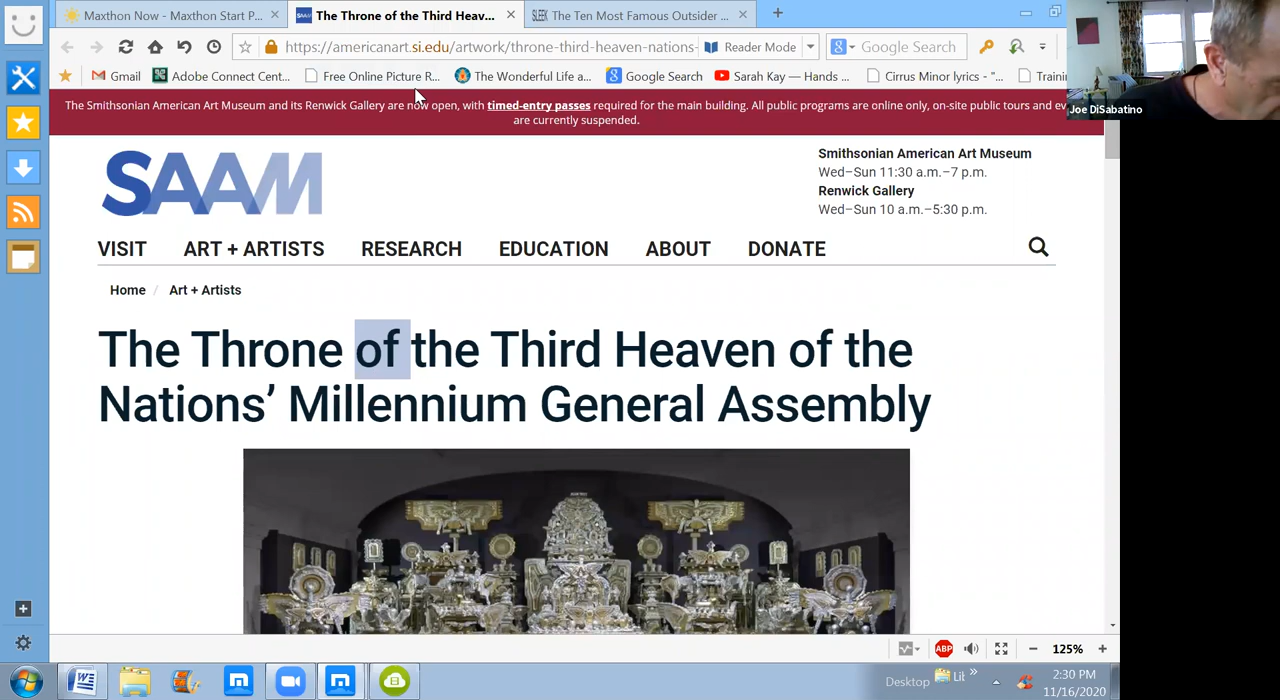 Maxthon Now - Maxthon Start P...
The Throne of the Third Heav...
The Ten Most Famous Outsider ...
https://americanart.si.edu/artwork/throne-third-heaven-nations-
Reader Mode
Google Search
Gmail
Adobe Connect Cent...
Free Online Picture R...
The Wonderful Life a...
Google Search
Sarah Kay — Hands ...
Cirrus Minor lyrics - "...
Joe DiSabatino
The Smithsonian American Art Museum and its Renwick Gallery are now open, with timed-entry passes required for the main building. All public programs are online only, on-site public tours and
are currently suspended.
SAAM
Smithsonian American Art Museum
Wed–Sun 11:30 a.m.–7 p.m.
Renwick Gallery
Wed–Sun 10 a.m.–5:30 p.m.
VISIT ART + ARTISTS RESEARCH EDUCATION ABOUT DONATE
Home / Art + Artists
The Throne of the Third Heaven of the
Nations’ Millennium General Assembly
ABP
125%
Desktop
Lil
2:30 PM
11/16/2020